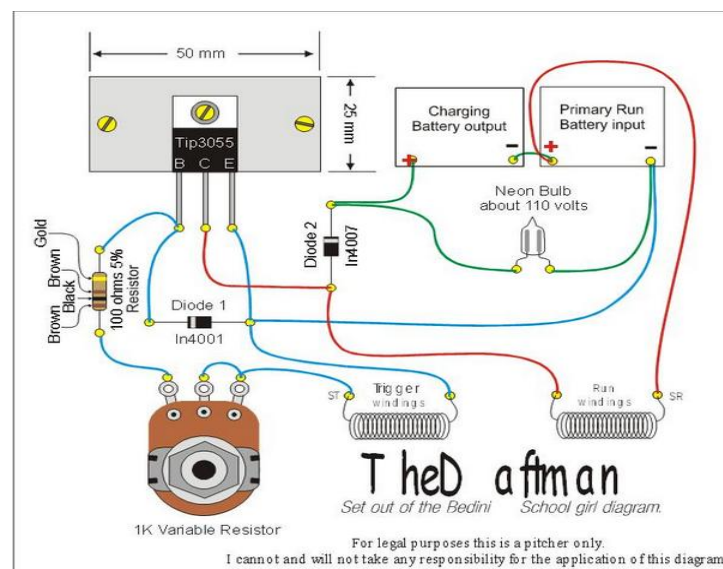 50 mm
25 mm
Tip3055
B C E
Charging
Battery output
+ -
Primary Run
Battery input
+ -
Neon Bulb
about 110 volts
Diode 2
In4007
Gold
Brown
Black
Brown
100 ohms 5%
Resistor
Diode 1
In4001
ST
Trigger
windings
Run
windings
SR
TheD aftman
Set out of the Bedini School girl diagram.
1K Variable Resistor
For legal purposes this is a pitcher only.
I cannot and will not take any responsibility for the application of this diagram